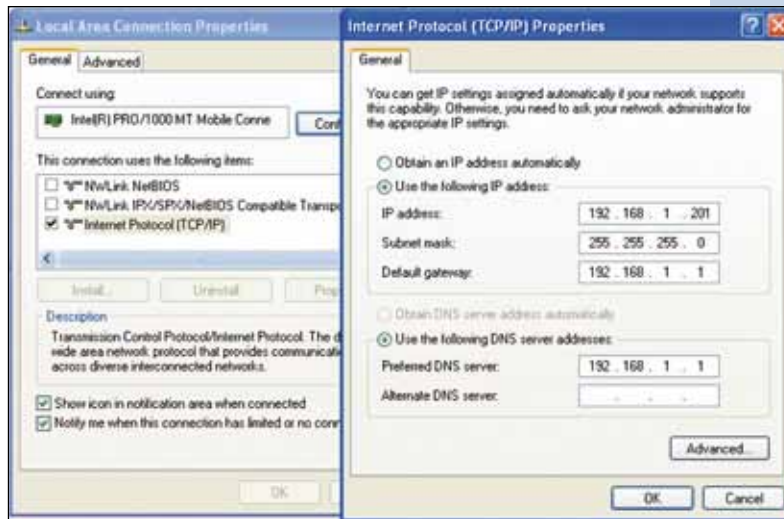 Local Area Connection Properties
General
Advanced
Connect using:
Intel(R) PRO/1000 MT Mobile Conne
Conf
This connection uses the following items:
NWLink NetBIOS
NWLink IPX/SPX/NetBIOS Compatible Transpo
Internet Protocol (TCP/IP)
Install...
Uninstall
Prop
Description
Transmission Control Protocol/Internet Protocol. The d
wide area network protocol that provides communicati
across diverse interconnected networks.
Show icon in notification area when connected
Notify me when this connection has limited or no conn
OK
Internet Protocol (TCP/IP) Properties
General
You can get IP settings assigned automatically if your network supports
this capability. Otherwise, you need to ask your network administrator for
the appropriate IP settings.
Obtain an IP address automatically
Use the following IP address:
IP address: 192 . 168 . 1 . 201
Subnet mask: 255 . 255 . 255 . 0
Default gateway: 192 . 168 . 1 . 1
Obtain DNS server address automatically
Use the following DNS server addresses:
Preferred DNS server: 192 . 168 . 1 . 1
Alternate DNS server: . . .
Advanced...
OK
Cancel